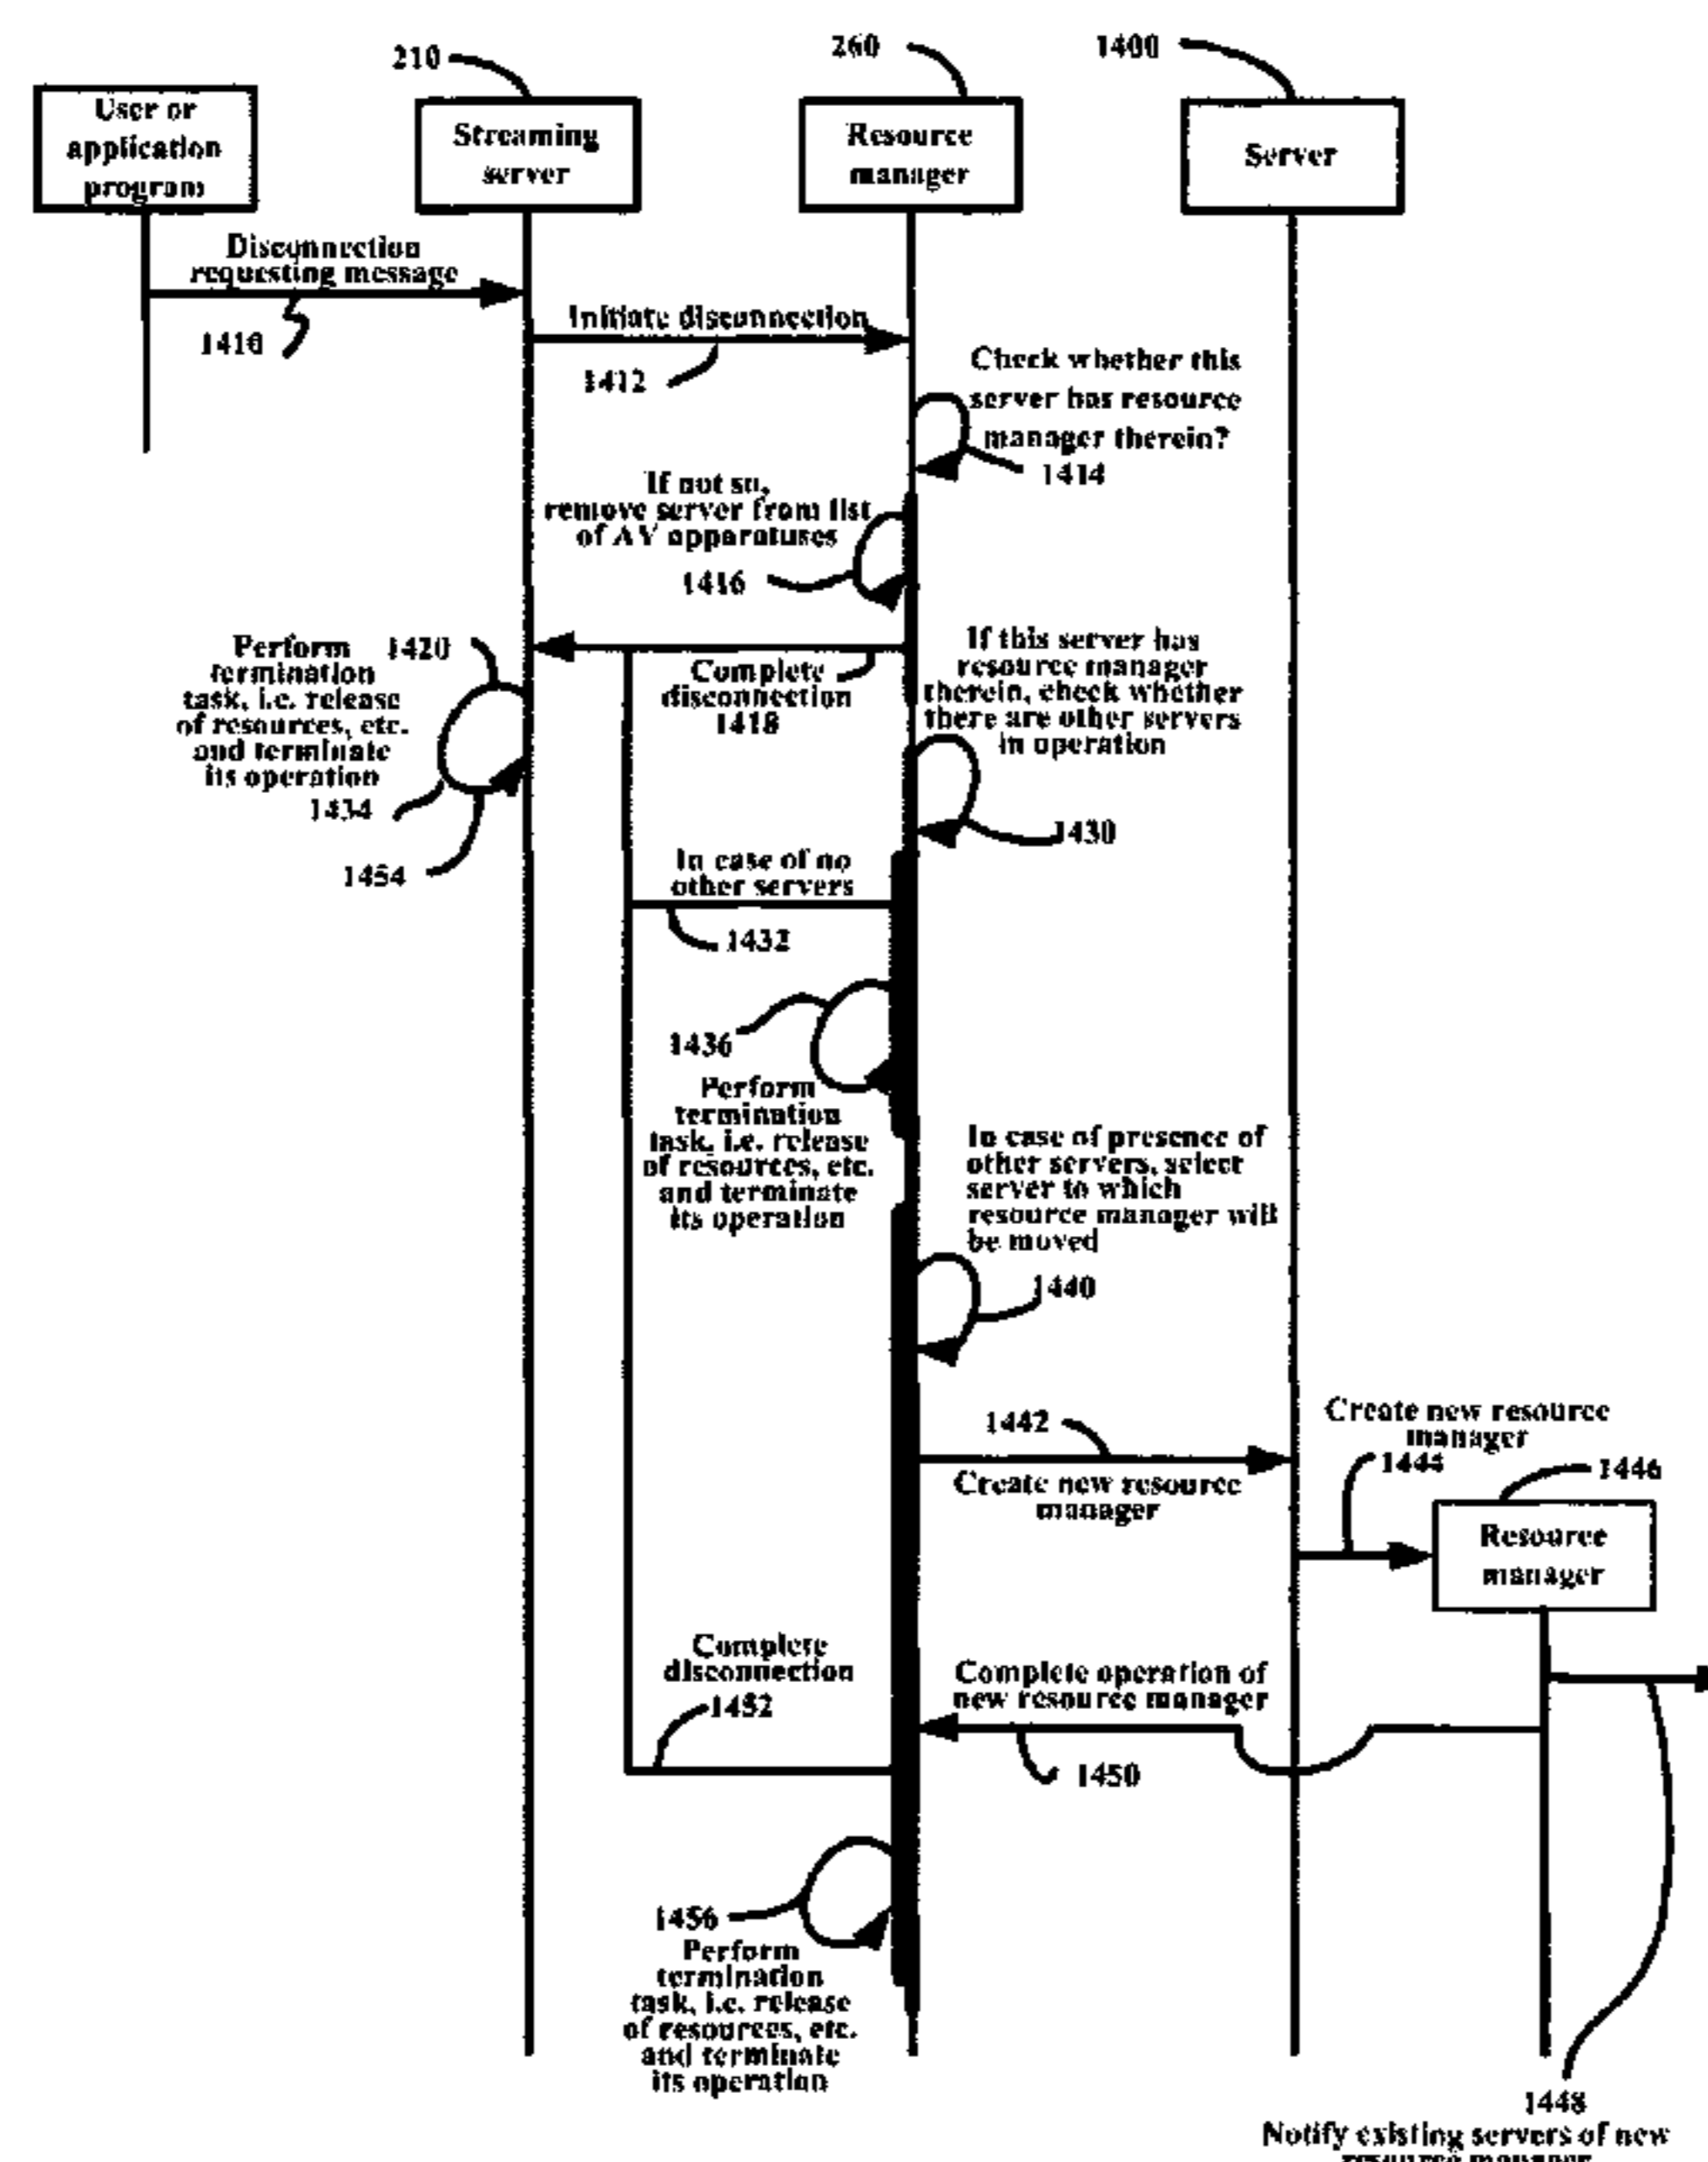 210
260
1400
User or
application
program
Streaming
server
Resource
manager
Server
Disconnection
requesting message
1410
Initiate disconnection
1412
Check whether this
server has resource
manager therein?
1414
If not so,
remove server from list
of AV apparatuses
1416
Perform
termination
task, i.e. release
of resources, etc.
and terminate
its operation
1420
1434
1454
Complete
disconnection
1418
If this server has
resource manager
therein, check whether
there are other servers
in operation
1430
In case of no
other servers
1432
1436
Perform
termination
task, i.e. release
of resources, etc.
and terminate
its operation
In case of presence of
other servers, select
server to which
resource manager will
be moved
1440
1442
Create new resource
manager
Create new resource
manager
1444
1446
Resource
manager
Complete
disconnection
1452
Complete operation of
new resource manager
1450
1456
Perform
termination
task, i.e. release
of resources, etc.
and terminate
its operation
1448
Notify existing servers of new
resource manager